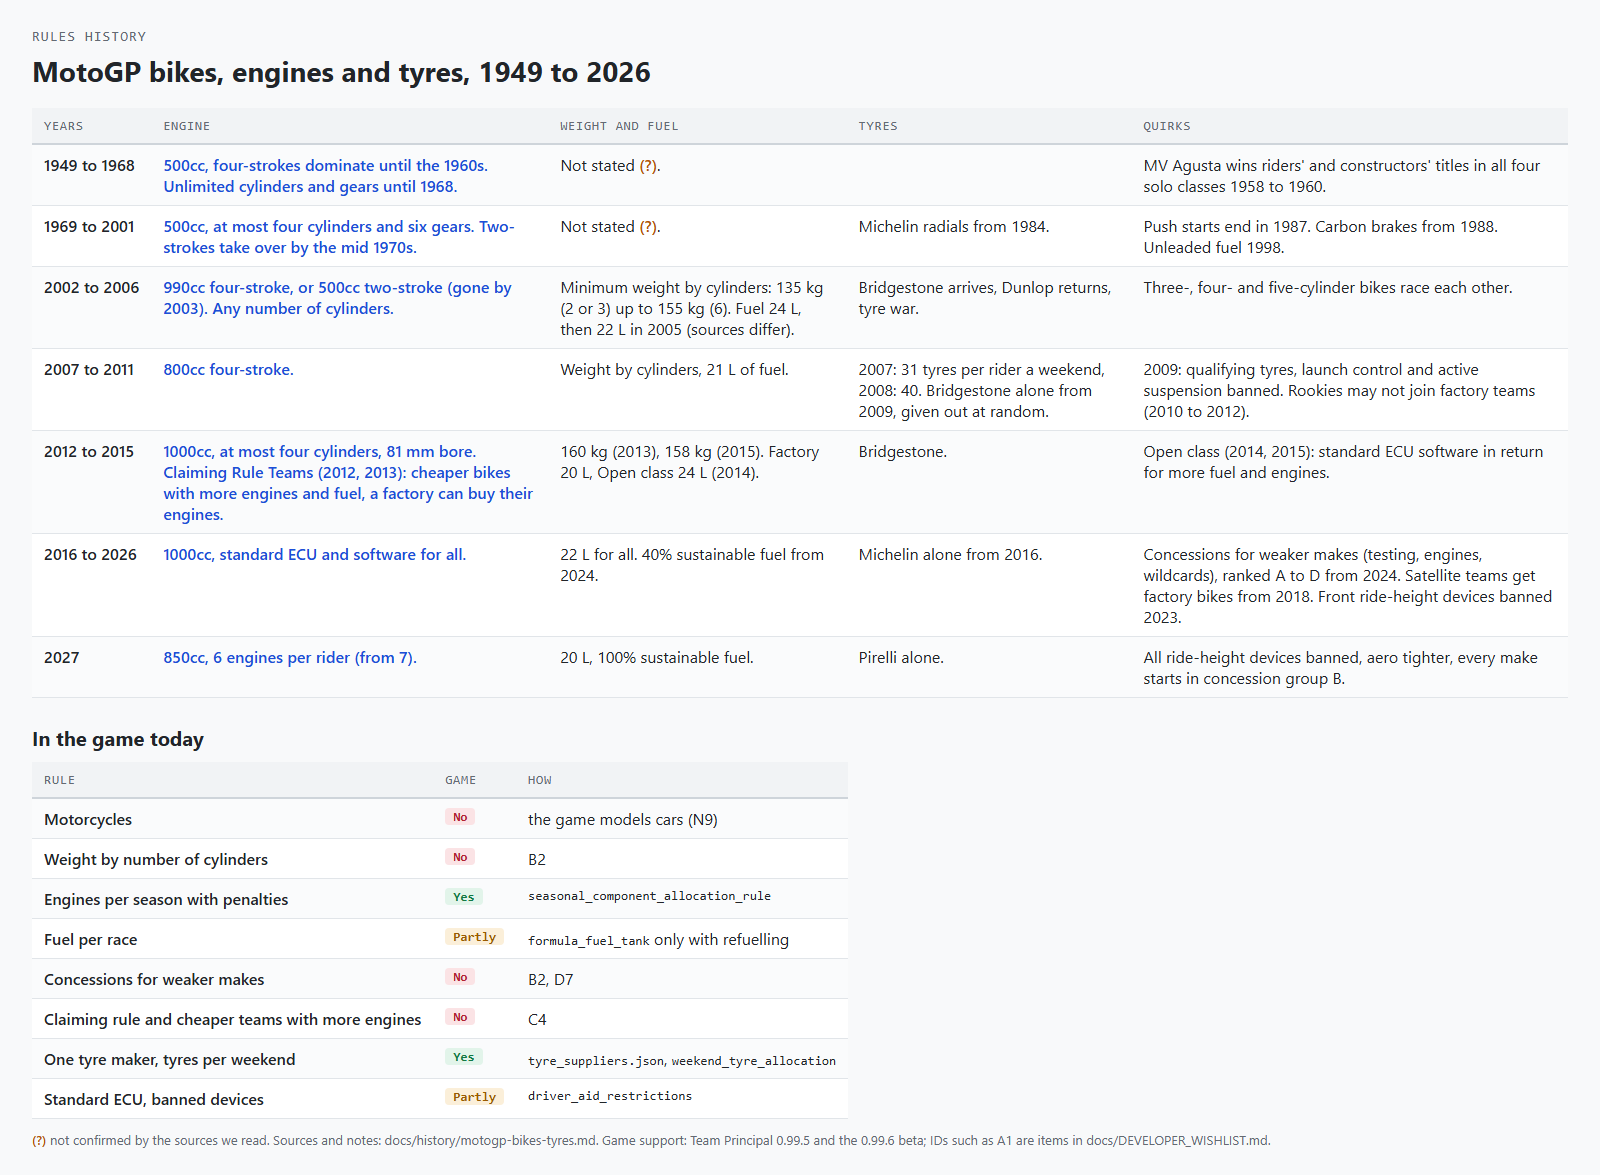 RULES HISTORY
MotoGP bikes, engines and tyres, 1949 to 2026
YEARS ENGINE WEIGHT AND FUEL TYRES QUIRKS
1949 to 1968
500cc, four-strokes dominate until the 1960s.
Unlimited cylinders and gears until 1968.
Not stated (?).
MV Agusta wins riders' and constructors' titles in all four
solo classes 1958 to 1960.
1969 to 2001
500cc, at most four cylinders and six gears. Two-
strokes take over by the mid 1970s.
Not stated (?).
Michelin radials from 1984.
Push starts end in 1987. Carbon brakes from 1988.
Unleaded fuel 1998.
2002 to 2006
990cc four-stroke, or 500cc two-stroke (gone by
2003). Any number of cylinders.
Minimum weight by cylinders: 135 kg
(2 or 3) up to 155 kg (6). Fuel 24 L,
then 22 L in 2005 (sources differ).
Bridgestone arrives, Dunlop returns,
tyre war.
Three-, four- and five-cylinder bikes race each other.
2007 to 2011
800cc four-stroke.
Weight by cylinders, 21 L of fuel.
2007: 31 tyres per rider a weekend,
2008: 40. Bridgestone alone from
2009, given out at random.
2009: qualifying tyres, launch control and active
suspension banned. Rookies may not join factory teams
(2010 to 2012).
2012 to 2015
1000cc, at most four cylinders, 81 mm bore.
Claiming Rule Teams (2012, 2013): cheaper bikes
with more engines and fuel, a factory can buy their
engines.
160 kg (2013), 158 kg (2015). Factory
20 L, Open class 24 L (2014).
Bridgestone.
Open class (2014, 2015): standard ECU software in return
for more fuel and engines.
2016 to 2026
1000cc, standard ECU and software for all.
22 L for all. 40% sustainable fuel from
2024.
Michelin alone from 2016.
Concessions for weaker makes (testing, engines,
wildcards), ranked A to D from 2024. Satellite teams get
factory bikes from 2018. Front ride-height devices banned
2023.
2027
850cc, 6 engines per rider (from 7).
20 L, 100% sustainable fuel.
Pirelli alone.
All ride-height devices banned, aero tighter, every make
starts in concession group B.
In the game today
RULE GAME HOW
Motorcycles No the game models cars (N9)
Weight by number of cylinders No B2
Engines per season with penalties Yes seasonal_component_allocation_rule
Fuel per race Partly formula_fuel_tank only with refuelling
Concessions for weaker makes No B2, D7
Claiming rule and cheaper teams with more engines No C4
One tyre maker, tyres per weekend Yes tyre_suppliers.json, weekend_tyre_allocation
Standard ECU, banned devices Partly driver_aid_restrictions
(?) not confirmed by the sources we read. Sources and notes: docs/history/motogp-bikes-tyres.md. Game support: Team Principal 0.99.5 and the 0.99.6 beta; IDs such as A1 are items in docs/DEVELOPER_WISHLIST.md.